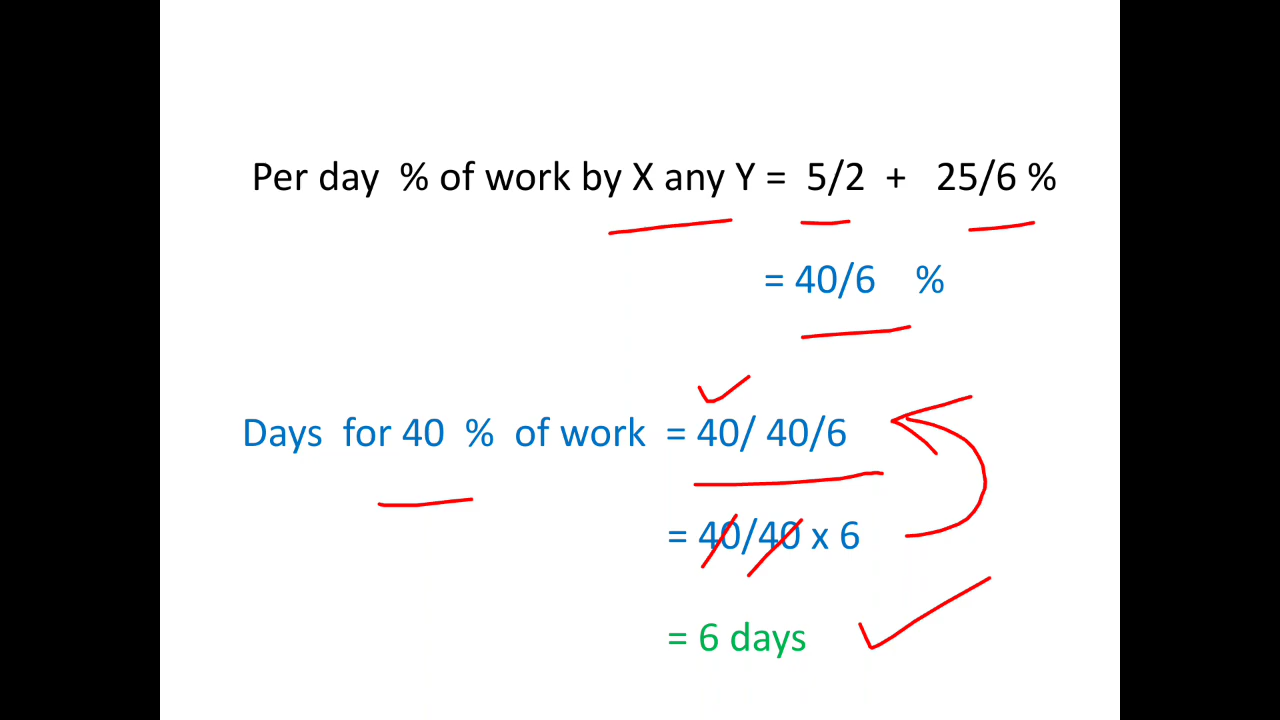 Per day % of work by X any Y = 5/2 + 25/6 %
= 40/6 %
Days for 40 % of work = 40/ 40/6
= 40/40 x 6
= 6 days